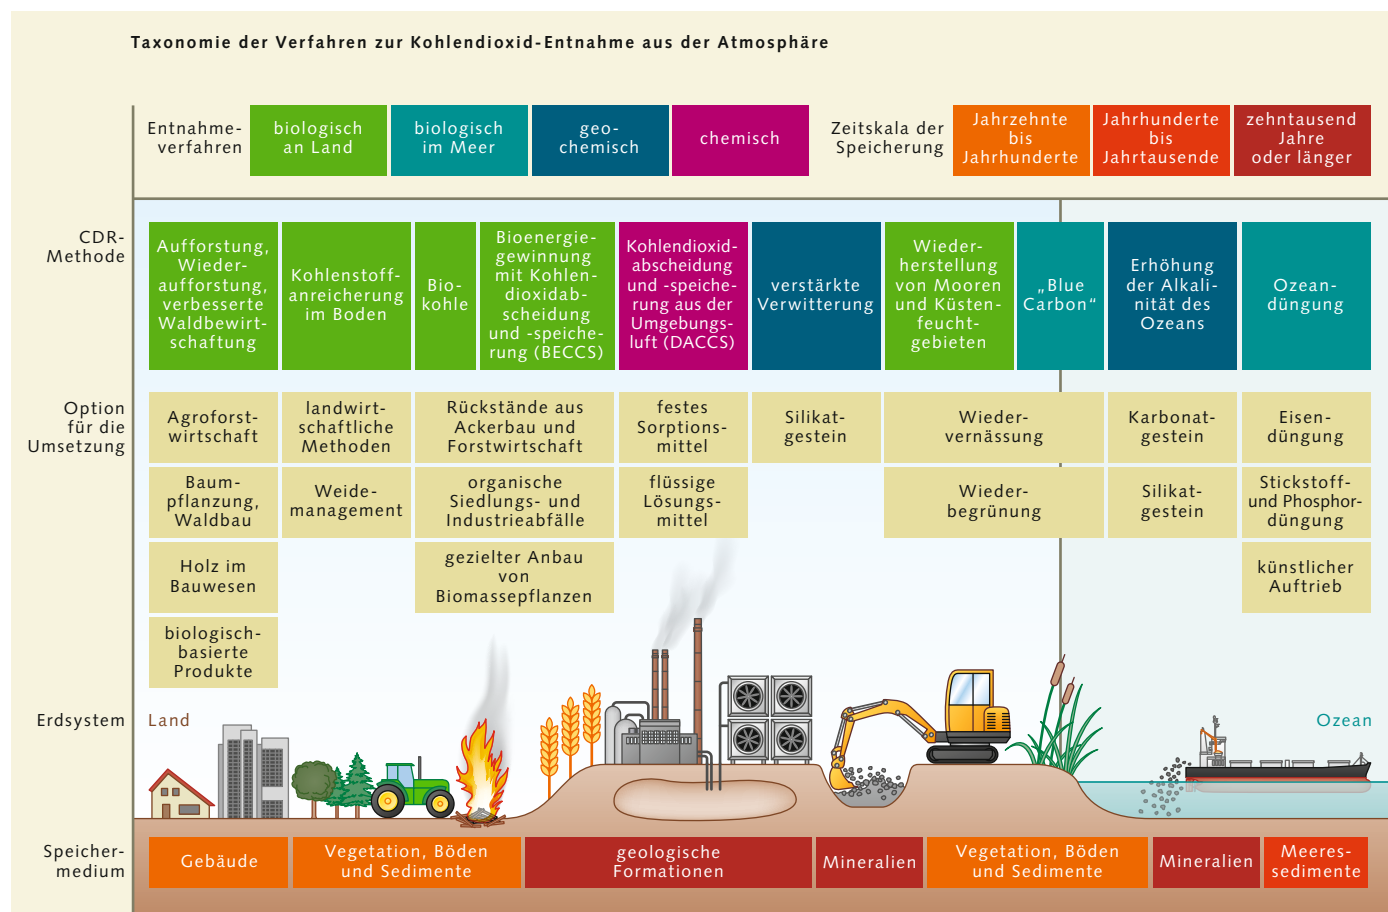 Taxonomie der Verfahren zur Kohlendioxid-Entnahme aus der Atmosphäre
Entnahme-
verfahren
biologisch
an Land
biologisch
im Meer
geo-
chemisch
chemisch
Zeitskala der
Speicherung
Jahrzehnte
bis
Jahrhunderte
Jahrhunderte
bis
Jahrtausende
zehntausend
Jahre
oder länger
CDR-
Methode
Aufforstung,
Wieder-
aufforstung,
verbesserte
Waldbewirt-
schaftung
Kohlenstoff-
anreicherung
im Boden
Bio-
kohle
Bioenergie-
gewinnung
mit Kohlen-
dioxidab-
scheidung
und -speiche-
rung (BECCS)
Kohlendioxid-
abscheidung
und -speiche-
rung aus der
Umgebungs-
luft (DACCS)
verstärkte
Verwitterung
Wieder-
herstellung
von Mooren
und Küsten-
feucht-
gebieten
„Blue
Carbon“
Erhöhung
der Alkali-
nität des
Ozeans
Ozean-
düngung
Option
für die
Umsetzung
Agroforst-
wirtschaft
landwirt-
schaftliche
Methoden
Rückstände aus
Ackerbau und
Forstwirtschaft
festes
Sorptions-
mittel
Silikat-
gestein
Wieder-
vernässung
Karbonat-
gestein
Eisen-
düngung
Baum-
pflanzung,
Waldbau
Weide-
management
organische
Siedlungs- und
Industrieabfälle
flüssige
Lösungs-
mittel
Wieder-
begrünung
Silikat-
gestein
Stickstoff-
und Phosphor-
düngung
Holz im
Bauwesen
gezielter Anbau
von
Biomassepflanzen
künstlicher
Auftrieb
biologisch-
basierte
Produkte
Erdsystem
Land
Ozean
Speicher-
medium
Gebäude
Vegetation, Böden
und Sedimente
geologische
Formationen
Mineralien
Vegetation, Böden
und Sedimente
Mineralien
Meeres-
sedimente